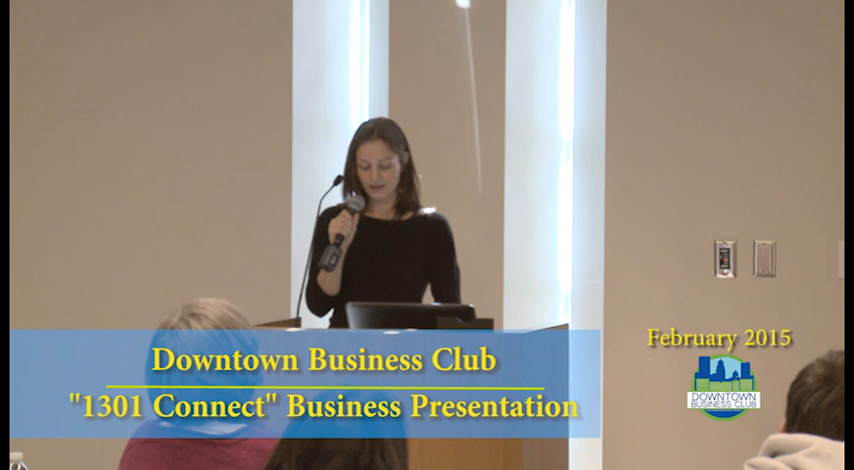 Downtown Business Club
"1301 Connect" Business Presentation
February 2015
DOWNTOWN
BUSINESS CLUB